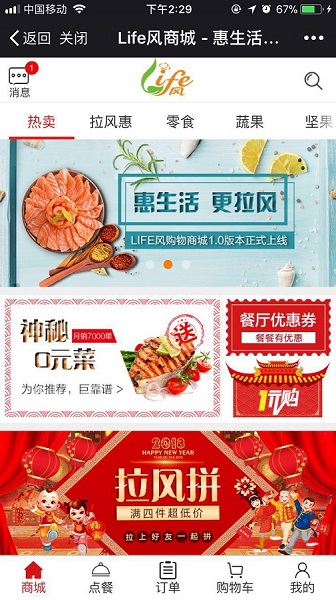 中国移动 下午2:29 67%
返回 关闭 Life风商城 - 惠生活...
1
消息
Life风
热卖 拉风惠 零食 蔬果 坚果
惠生活 更拉风
LIFE风购物商城1.0版本正式上线
神秘 月销7000单
0元菜
送
为你推荐，巨靠谱 >
餐厅优惠券
餐餐有优惠
1元购
2018
HAPPY NEW YEAR
拉风拼
满四件超低价
拉上好友一起拼
商城 点餐 订单 购物车 我的